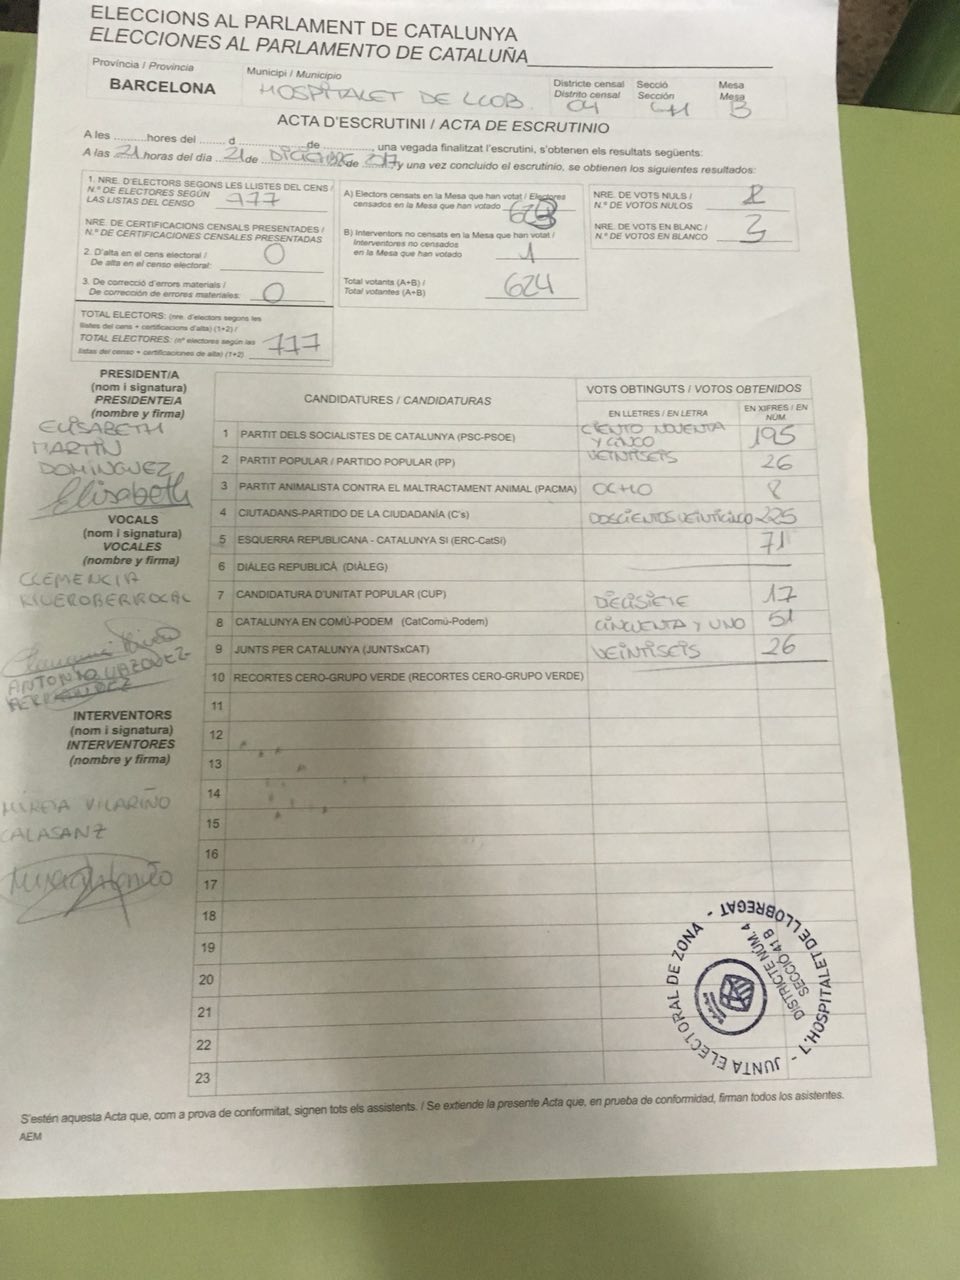 ELECCIONS AL PARLAMENT DE CATALUNYA
ELECCIONES AL PARLAMENTO DE CATALUÑA
Província / Provincia
BARCELONA
Municipi / Municipio
HOSPITALET DE LLOB.
Districte censal
Distrito censal
04
Secció
Sección
41
Mesa
Mesa
B
ACTA D'ESCRUTINI / ACTA DE ESCRUTINIO
A les ..........hores del ....... d..................de..............., una vegada finalitzat l'escrutini, s'obtenen els resultats següents:
A las 21 horas del día 21 de DICIEMBRE de 2017 y una vez concluido el escrutinio, se obtienen los siguientes resultados:
1. NRE. D'ELECTORS SEGONS LES LLISTES DEL CENS /
N.º DE ELECTORES SEGÚN
LAS LISTAS DEL CENSO 777
NRE. DE CERTIFICACIONS CENSALS PRESENTADES /
N.º DE CERTIFICACIONES CENSALES PRESENTADAS
2. D'alta en el cens electoral /
De alta en el censo electoral: 0
3. De correcció d'errors materials /
De corrección de errores materiales: 0
TOTAL ELECTORS: (nre. d'electors segons les
llistes del cens + certificacions d'alta) (1+2) /
TOTAL ELECTORES: (nº electores según las
listas del censo + certificaciones de alta) (1+2) 777
A) Electors censats en la Mesa que han votat / Electores
censados en la Mesa que han votado 623
B) Interventors no censats en la Mesa que han votat /
Interventores no censados
en la Mesa que han votado 1
Total votants (A+B) /
Total votantes (A+B) 624
NRE. DE VOTS NULS /
N.º DE VOTOS NULOS 2
NRE. DE VOTS EN BLANC /
N.º DE VOTOS EN BLANCO 3
PRESIDENT/A
(nom i signatura)
PRESIDENTE/A
(nombre y firma)
ELISABETH
MARTÍN
DOMINGUEZ
Elisabeth
VOCALS
(nom i signatura)
VOCALES
(nombre y firma)
CLEMENCIA
RIVERO BERROCAL
ANTONIO VAZQUEZ
INTERVENTORS
(nom i signatura)
INTERVENTORES
(nombre y firma)
MIREIA VILARIÑO
CALASANZ
CANDIDATURES / CANDIDATURAS
VOTS OBTINGUTS / VOTOS OBTENIDOS
EN LLETRES / EN LETRA
EN XIFRES / EN NÚM.
1 PARTIT DELS SOCIALISTES DE CATALUNYA (PSC-PSOE) CIENTO NOVENTA Y CINCO 195
2 PARTIT POPULAR / PARTIDO POPULAR (PP) VEINTISEIS 26
3 PARTIT ANIMALISTA CONTRA EL MALTRACTAMENT ANIMAL (PACMA) OCHO 8
4 CIUTADANS-PARTIDO DE LA CIUDADANÍA (C's) DOSCIENTOS VEINTICINCO 225
5 ESQUERRA REPUBLICANA - CATALUNYA SÍ (ERC-CatSí) 71
6 DIÀLEG REPUBLICÀ (DIÀLEG)
7 CANDIDATURA D'UNITAT POPULAR (CUP) DIECISIETE 17
8 CATALUNYA EN COMÚ-PODEM (CatComú-Podem) CINCUENTA Y UNO 51
9 JUNTS PER CATALUNYA (JUNTSxCAT) VEINTISEIS 26
10 RECORTES CERO-GRUPO VERDE (RECORTES CERO-GRUPO VERDE)
11
12
13
14
15
16
17
18
19
20
21
22
23
JUNTA ELECTORAL DE ZONA - L'HOSPITALET DE LLOBREGAT -
DISTRICTE NÚM. 4
SECCIÓ 41 B
S'estén aquesta Acta que, com a prova de conformitat, signen tots els assistents. / Se extiende la presente Acta que, en prueba de conformidad, firman todos los asistentes.
AEM